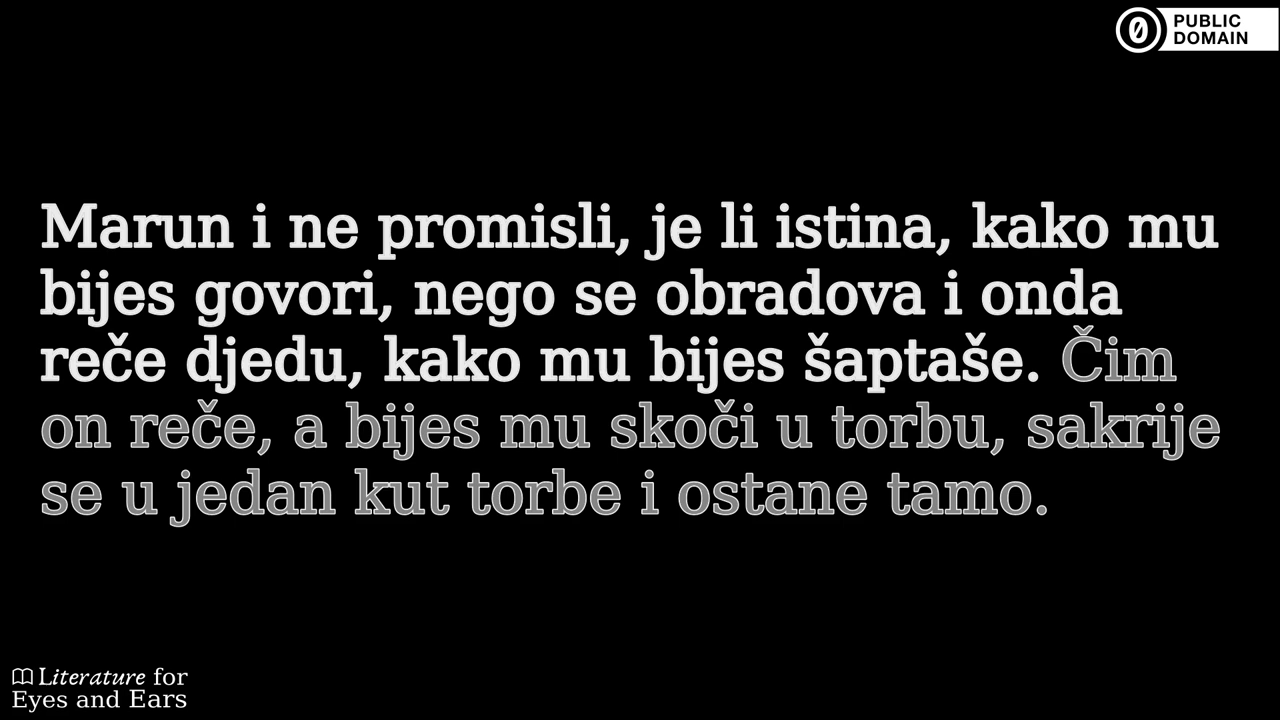 PUBLIC
DOMAIN
Marun i ne promisli, je li istina, kako mu
bijes govori, nego se obradova i onda
reče djedu, kako mu bijes šaptaše. Čim
on reče, a bijes mu skoči u torbu, sakrije
se u jedan kut torbe i ostane tamo.
Literature for
Eyes and Ears